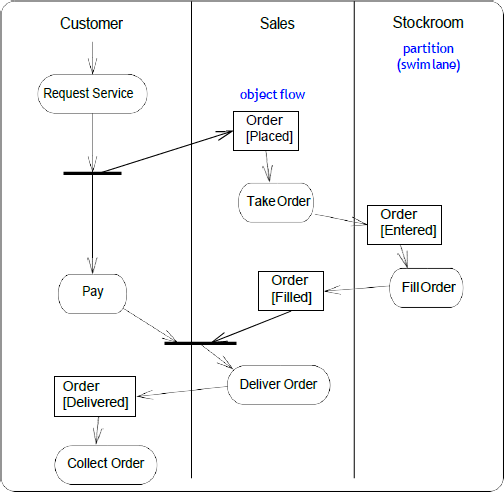 Customer
Sales
Stockroom
partition
(swim lane)
Request Service
object flow
Order
[Placed]
Take Order
Order
[Entered]
Pay
Order
[Filled]
Fill Order
Deliver Order
Order
[Delivered]
Collect Order